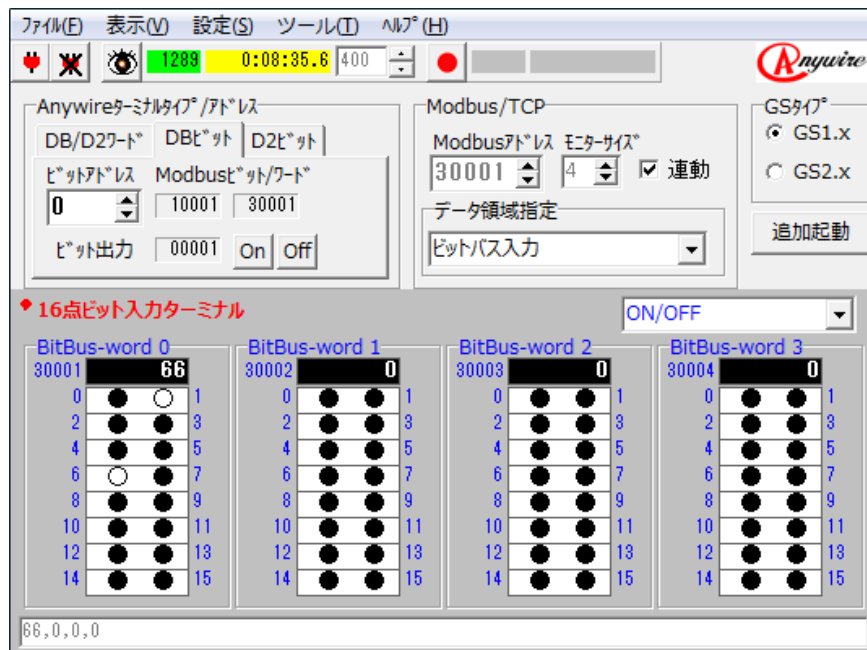 ﾌｧｲﾙ(F) 表示(V) 設定(S) ツール(T) ﾍﾙﾌﾟ(H)
1289 0:08:35.6 400
Anywire
Anywireﾀｰﾐﾅﾙﾀｲﾌﾟ/ｱﾄﾞﾚｽ
DB/D2ﾜｰﾄﾞ DBﾋﾞｯﾄ D2ﾋﾞｯﾄ
ﾋﾞｯﾄｱﾄﾞﾚｽ Modbusﾋﾞｯﾄ/ﾜｰﾄﾞ
0 10001 30001
ﾋﾞｯﾄ出力 00001 On Off
Modbus/TCP
Modbusｱﾄﾞﾚｽ ﾓﾆﾀｰｻｲｽﾞ
30001 4 連動
データ領域指定
ビットバス入力
GSﾀｲﾌﾟ
GS1.x
GS2.x
追加起動
16点ビット入力ターミナル
ON/OFF
BitBus-word 0
30001 66
0 1
2 3
4 5
6 7
8 9
10 11
12 13
14 15
BitBus-word 1
30002 0
0 1
2 3
4 5
6 7
8 9
10 11
12 13
14 15
BitBus-word 2
30003 0
0 1
2 3
4 5
6 7
8 9
10 11
12 13
14 15
BitBus-word 3
30004 0
0 1
2 3
4 5
6 7
8 9
10 11
12 13
14 15
66,0,0,0